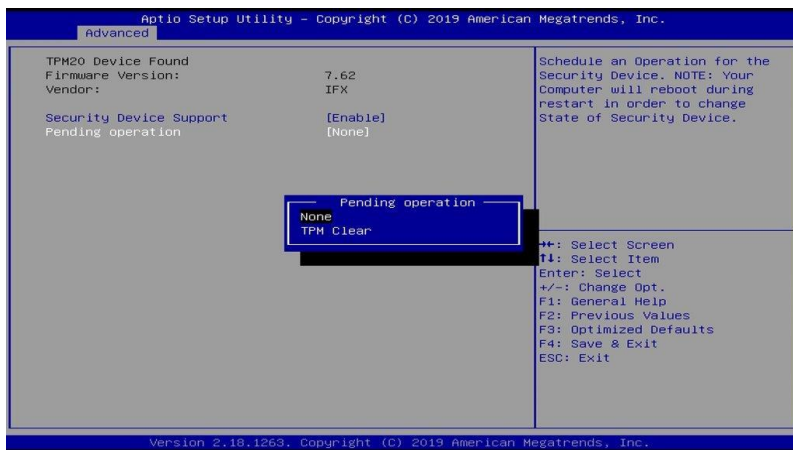 Aptio Setup Utility – Copyright (C) 2019 American Megatrends, Inc.
Advanced
TPM20 Device Found
Firmware Version: 7.62
Vendor: IFX
Security Device Support [Enable]
Pending operation [None]
Pending operation
None
TPM Clear
Schedule an Operation for the
Security Device. NOTE: Your
Computer will reboot during
restart in order to change
State of Security Device.
→←: Select Screen
↑↓: Select Item
Enter: Select
+/-: Change Opt.
F1: General Help
F2: Previous Values
F3: Optimized Defaults
F4: Save & Exit
ESC: Exit
Version 2.18.1263. Copyright (C) 2019 American Megatrends, Inc.